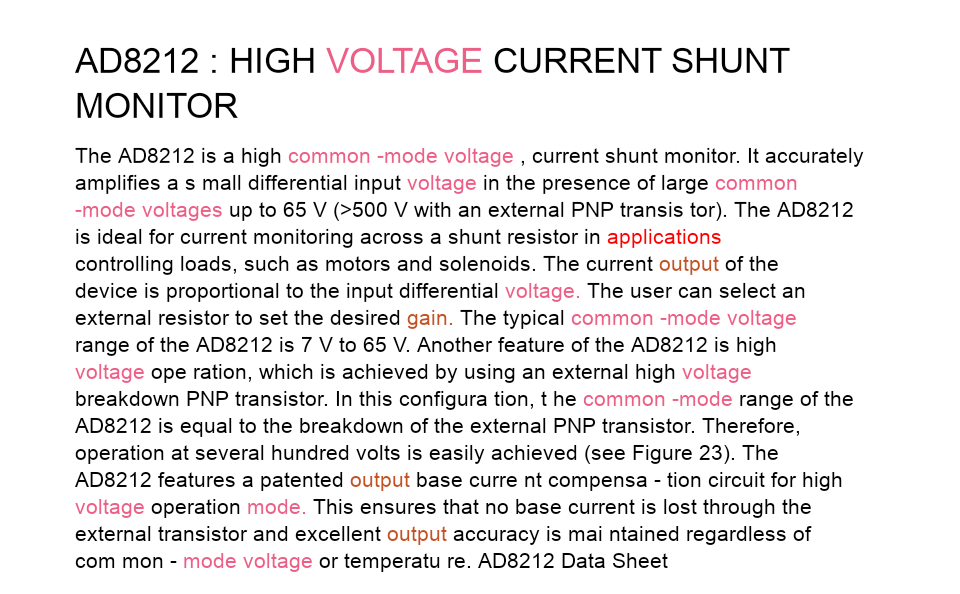 AD8212 : HIGH VOLTAGE CURRENT SHUNT
MONITOR
The AD8212 is a high common -mode voltage , current shunt monitor. It accurately
amplifies a s mall differential input voltage in the presence of large common
-mode voltages up to 65 V (>500 V with an external PNP transis tor). The AD8212
is ideal for current monitoring across a shunt resistor in applications
controlling loads, such as motors and solenoids. The current output of the
device is proportional to the input differential voltage. The user can select an
external resistor to set the desired gain. The typical common -mode voltage
range of the AD8212 is 7 V to 65 V. Another feature of the AD8212 is high
voltage ope ration, which is achieved by using an external high voltage
breakdown PNP transistor. In this configura tion, t he common -mode range of the
AD8212 is equal to the breakdown of the external PNP transistor. Therefore,
operation at several hundred volts is easily achieved (see Figure 23). The
AD8212 features a patented output base curre nt compensa - tion circuit for high
voltage operation mode. This ensures that no base current is lost through the
external transistor and excellent output accuracy is mai ntained regardless of
com mon - mode voltage or temperatu re. AD8212 Data Sheet